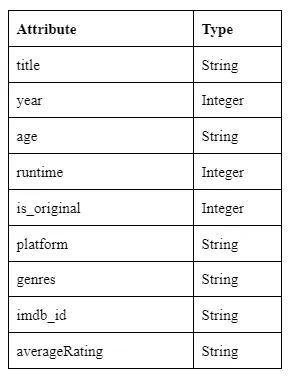 Attribute Type
title String
year Integer
age String
runtime Integer
is_original Integer
platform String
genres String
imdb_id String
averageRating String